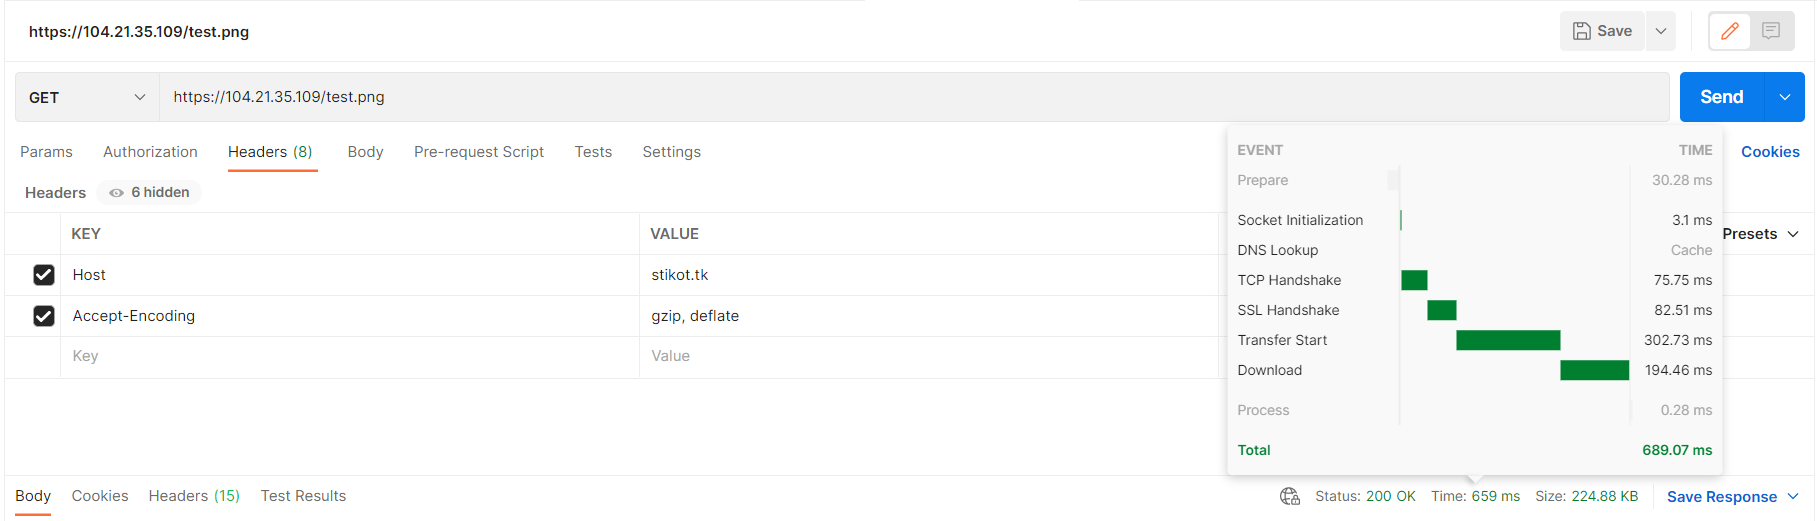 https://104.21.35.109/test.png
Save
GET
https://104.21.35.109/test.png
Send
Params Authorization Headers (8) Body Pre-request Script Tests Settings
Cookies
Headers 6 hidden
KEY VALUE
Presets
Host stikot.tk
Accept-Encoding gzip, deflate
Key Value
EVENT TIME
Prepare 30.28 ms
Socket Initialization 3.1 ms
DNS Lookup Cache
TCP Handshake 75.75 ms
SSL Handshake 82.51 ms
Transfer Start 302.73 ms
Download 194.46 ms
Process 0.28 ms
Total 689.07 ms
Body Cookies Headers (15) Test Results
Status: 200 OK Time: 659 ms Size: 224.88 KB Save Response